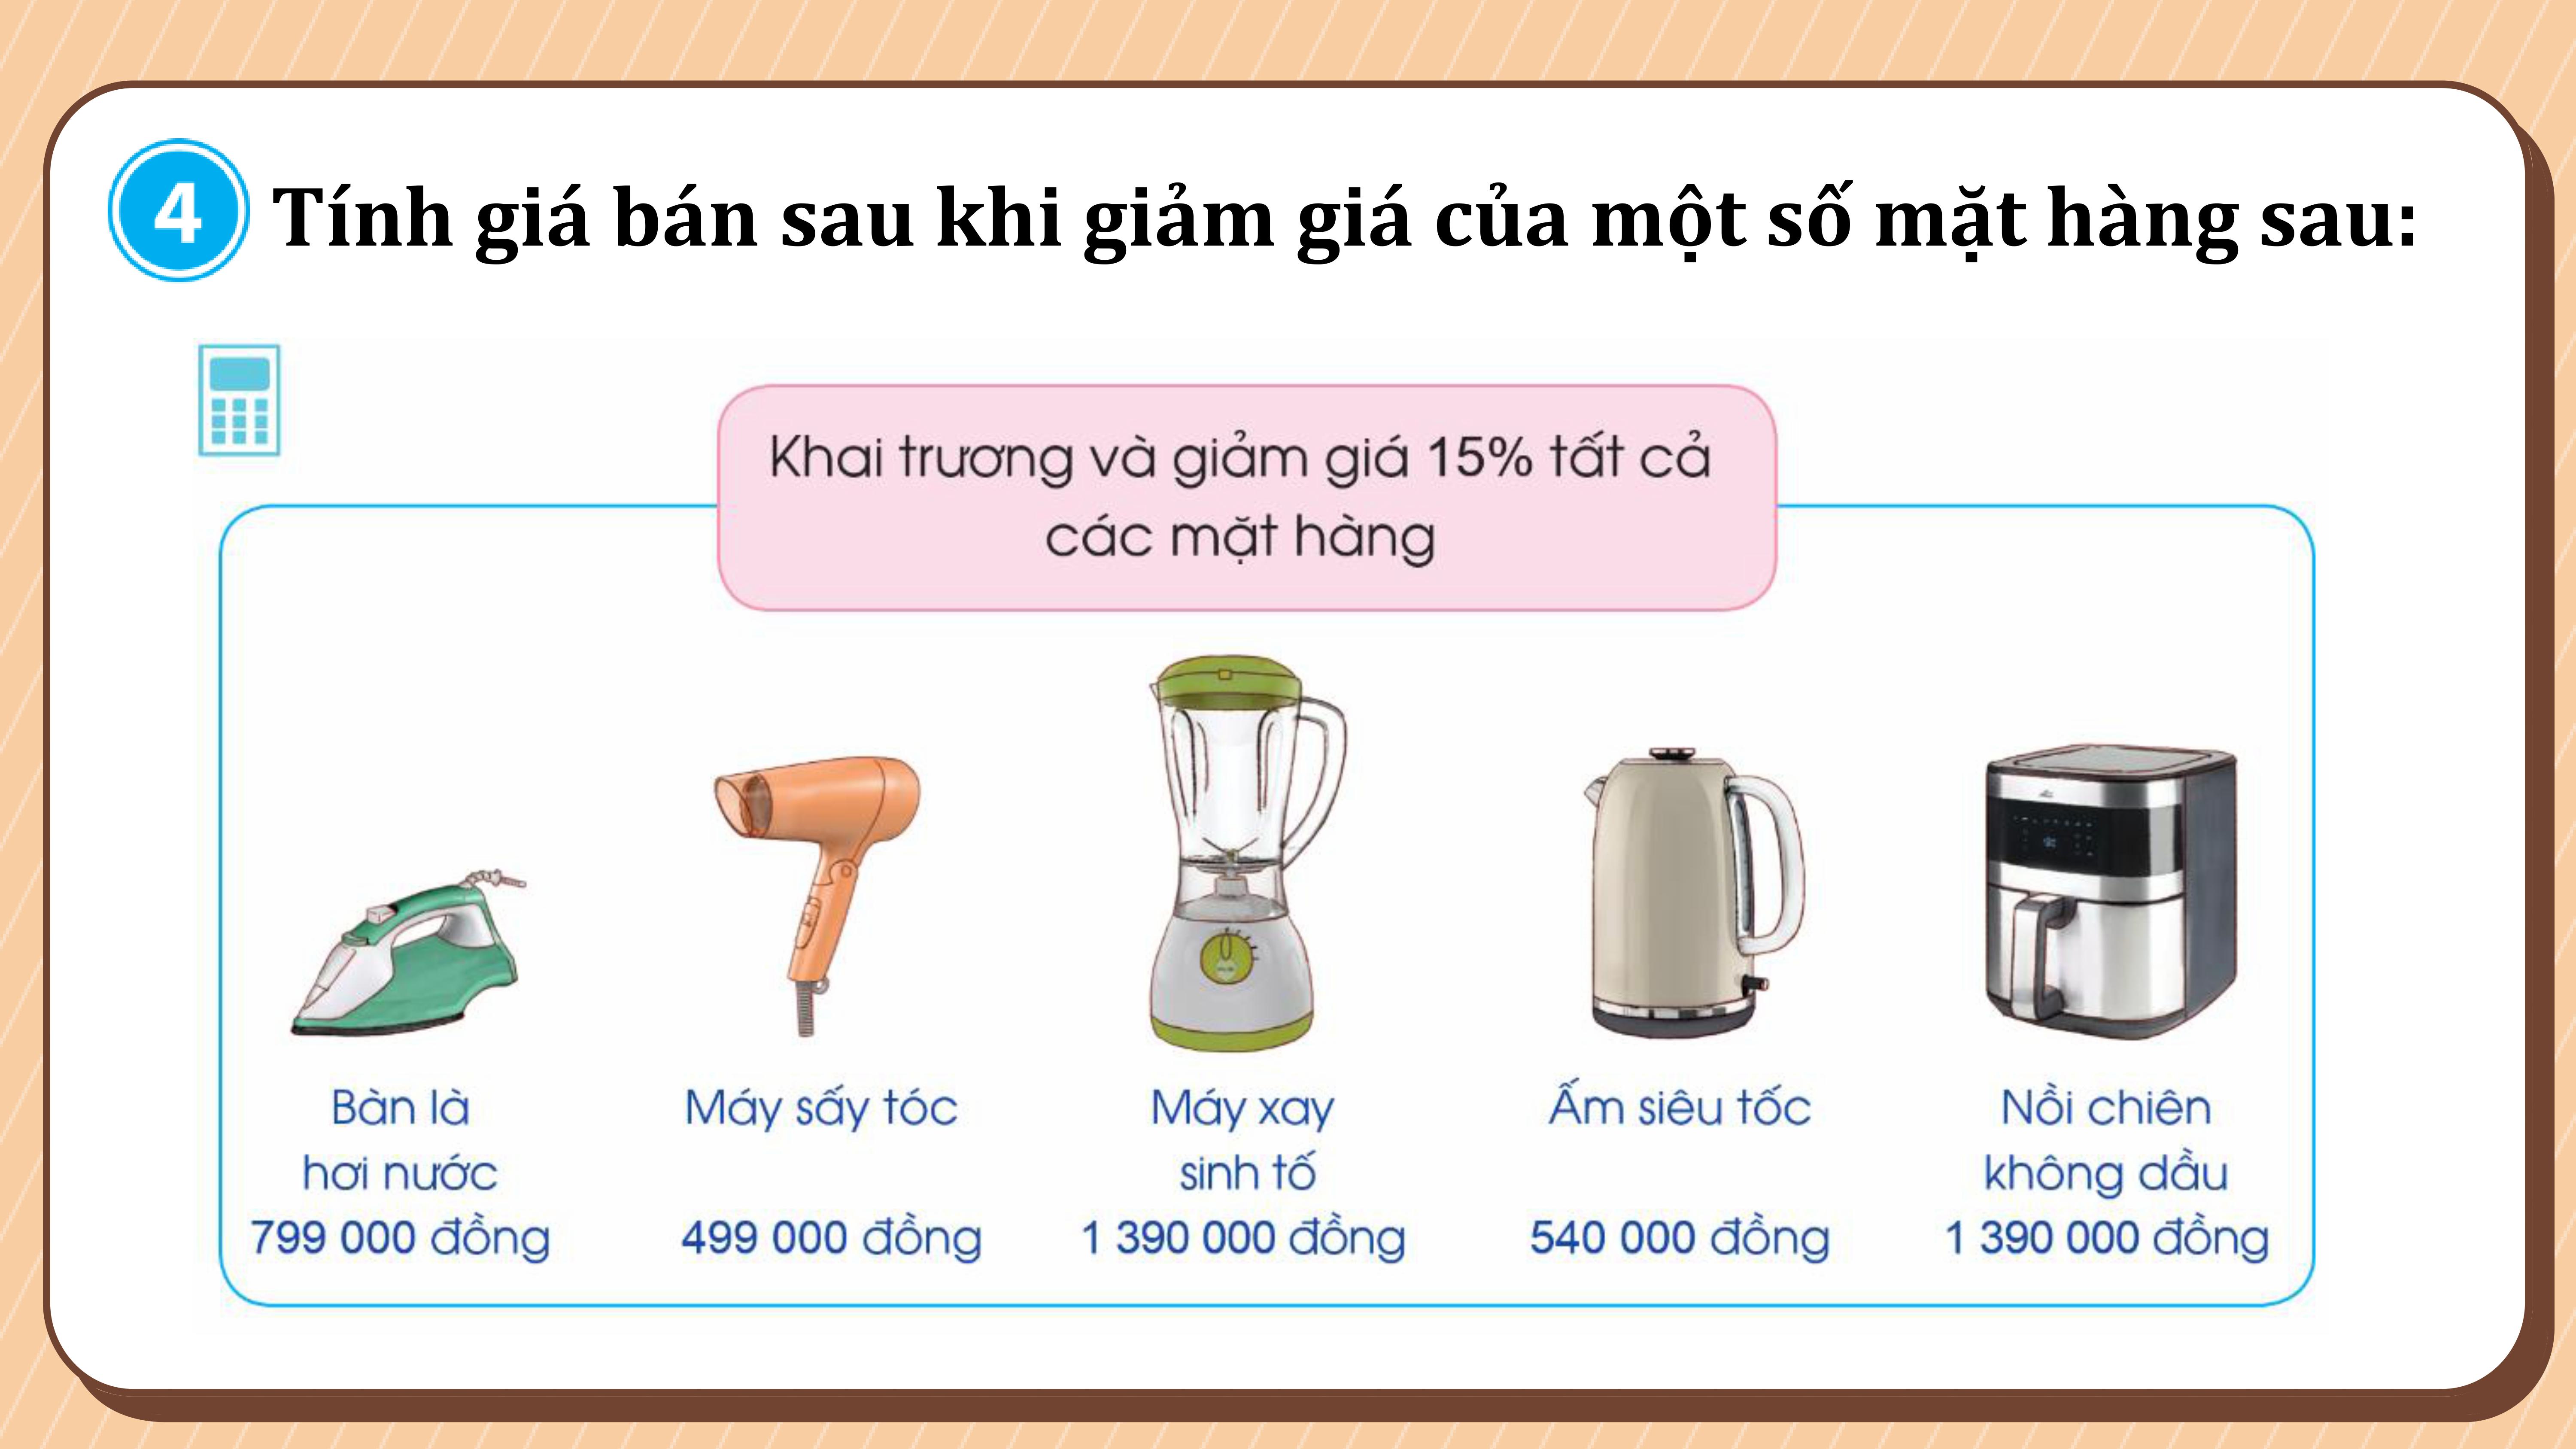 4 Tính giá bán sau khi giảm giá của một số mặt hàng sau:
Khai trương và giảm giá 15% tất cả
các mặt hàng
Bàn là
hơi nước
799 000 đồng
Máy sấy tóc
499 000 đồng
Máy xay
sinh tố
1 390 000 đồng
Ấm siêu tốc
540 000 đồng
Nồi chiên
không dầu
1 390 000 đồng